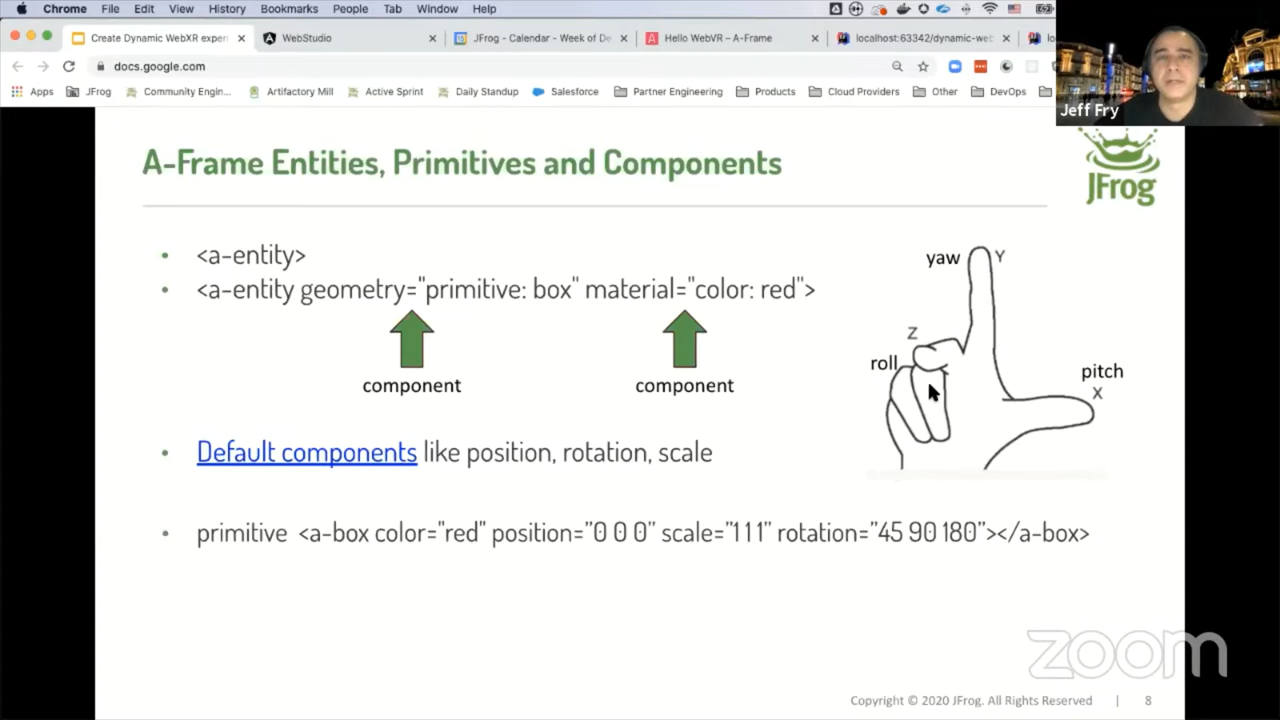 Chrome File Edit View History Bookmarks People Tab Window Help
Create Dynamic WebXR exper
WebStudio
JFrog - Calendar - Week of De
Hello WebVR – A-Frame
localhost:63342/dynamic-web
docs.google.com
Apps JFrog Community Engin... Artifactory Mill Active Sprint Daily Standup Salesforce Partner Engineering Products Cloud Providers Other DevOps
Jeff Fry
A-Frame Entities, Primitives and Components
JFrog
• <a-entity>
• <a-entity geometry="primitive: box" material="color: red">
component
component
yaw Y
Z
roll
pitch
X
• Default components like position, rotation, scale
• primitive <a-box color="red" position="0 0 0" scale="1 1 1" rotation="45 90 180"></a-box>
zoom
Copyright © 2020 JFrog. All Rights Reserved | 8